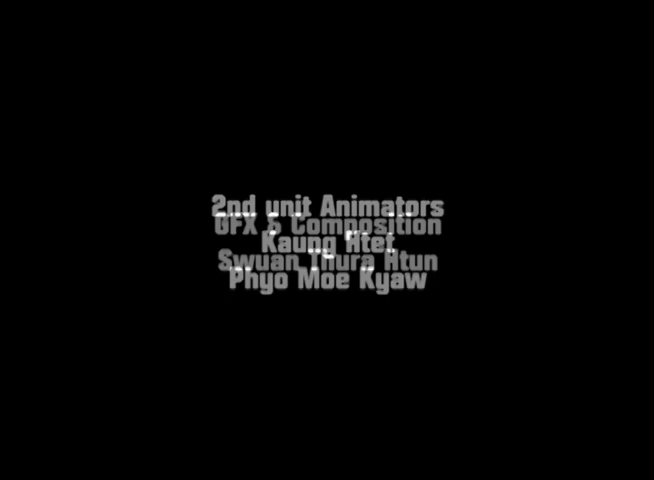 2nd unit Animators
GFX & Composition
Kaung Htet
Swuan Thura Htun
Phyo Moe Kyaw